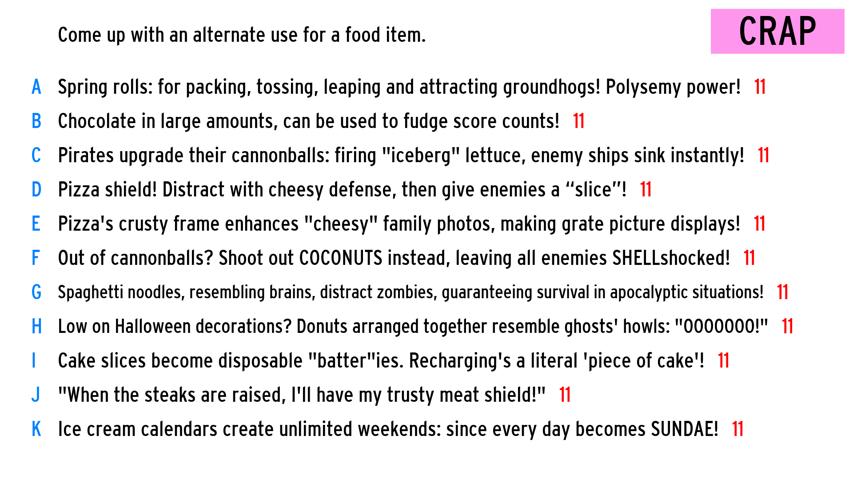 Come up with an alternate use for a food item.
CRAP
A Spring rolls: for packing, tossing, leaping and attracting groundhogs! Polysemy power! 11
B Chocolate in large amounts, can be used to fudge score counts! 11
C Pirates upgrade their cannonballs: firing "iceberg" lettuce, enemy ships sink instantly! 11
D Pizza shield! Distract with cheesy defense, then give enemies a “slice”! 11
E Pizza's crusty frame enhances "cheesy" family photos, making grate picture displays! 11
F Out of cannonballs? Shoot out COCONUTS instead, leaving all enemies SHELLshocked! 11
G Spaghetti noodles, resembling brains, distract zombies, guaranteeing survival in apocalyptic situations! 11
H Low on Halloween decorations? Donuts arranged together resemble ghosts' howls: "OOOOOOO!" 11
I Cake slices become disposable "batter"ies. Recharging's a literal 'piece of cake'! 11
J "When the steaks are raised, I'll have my trusty meat shield!" 11
K Ice cream calendars create unlimited weekends: since every day becomes SUNDAE! 11